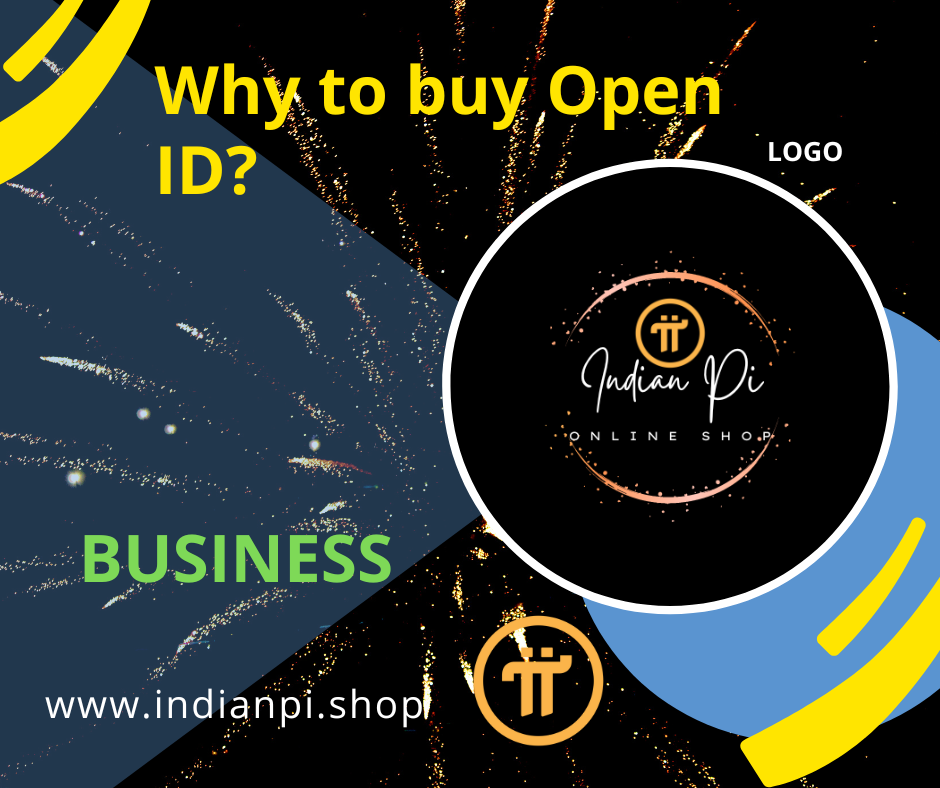 Why to buy Open
ID?
LOGO
Indian Pi
ONLINE SHOP
BUSINESS
www.indianpi.shop